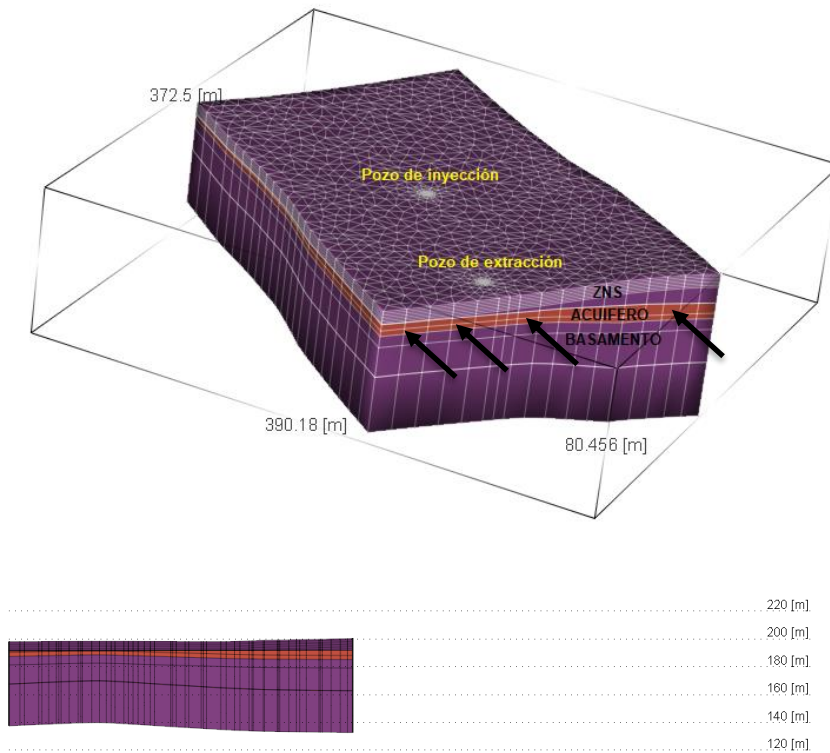 372.5 [m]
Pozo de inyección
Pozo de extracción
ZNS
ACUIFERO
BASAMENTO
390.18 [m]
80.456 [m]
220 [m]
200 [m]
180 [m]
160 [m]
140 [m]
120 [m]